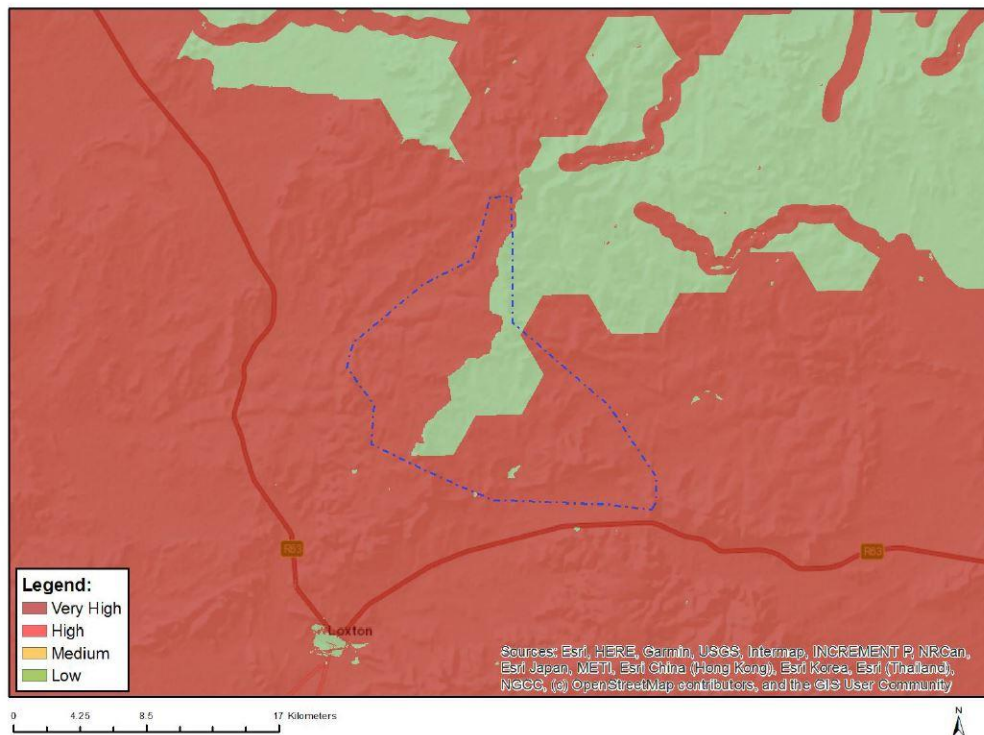 R63
R63
Loxton
Legend:
Very High
High
Medium
Low
Sources: Esri, HERE, Garmin, USGS, Intermap, INCREMENT P, NRCan,
Esri Japan, METI, Esri China (Hong Kong), Esri Korea, Esri (Thailand),
NGCC, (c) OpenStreetMap contributors, and the GIS User Community
0 4.25 8.5 17 Kilometers
N